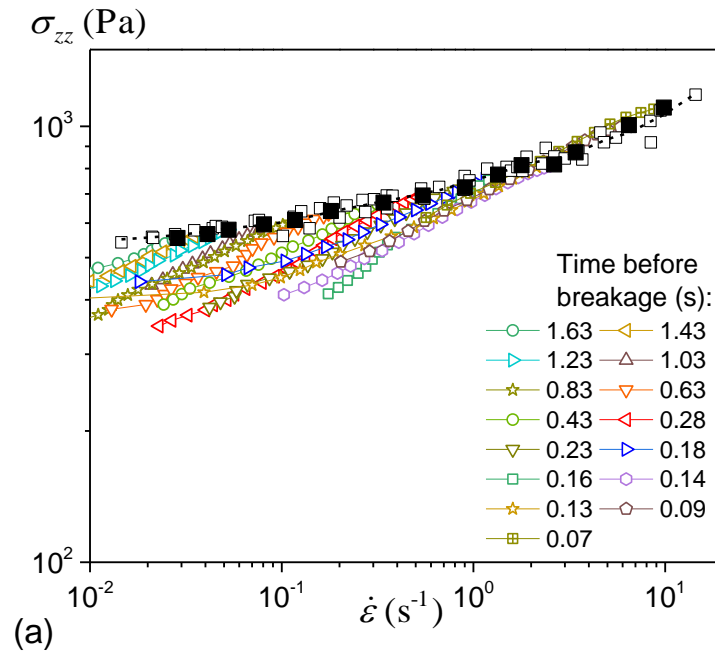 σzz (Pa)
10³
10²
Time before
breakage (s):
1.63 1.43
1.23 1.03
0.83 0.63
0.43 0.28
0.23 0.18
0.16 0.14
0.13 0.09
0.07
10⁻² 10⁻¹ 10⁰ 10¹
ε̇ (s⁻¹)
(a)